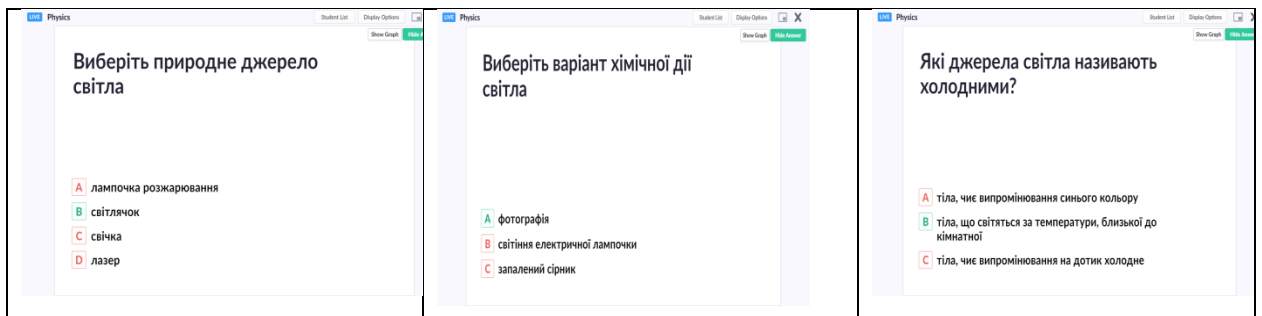 LIVE Physics
Student List
Display Options
Show Graph
Hide A
Виберіть природне джерело
світла
A лампочка розжарювання
B світлячок
C свічка
D лазер
LIVE Physics
Student List
Display Options
X
Show Graph
Hide Answer
Виберіть варіант хімічної дії
світла
A фотографія
B світіння електричної лампочки
C запалений сірник
LIVE Physics
Student List
Display Options
Show Graph
Hide Answer
Які джерела світла називають
холодними?
A тіла, чиє випромінювання синього кольору
B тіла, що світяться за температури, близької до
кімнатної
C тіла, чиє випромінювання на дотик холодне